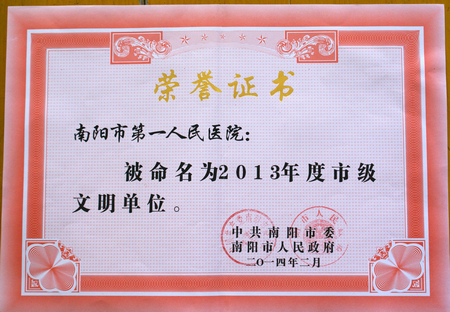 荣誉证书
南阳市第一人民医院：
被命名为2013年度市级
文明单位。
中共南阳市委
南阳市人民政府
二〇一四年二月